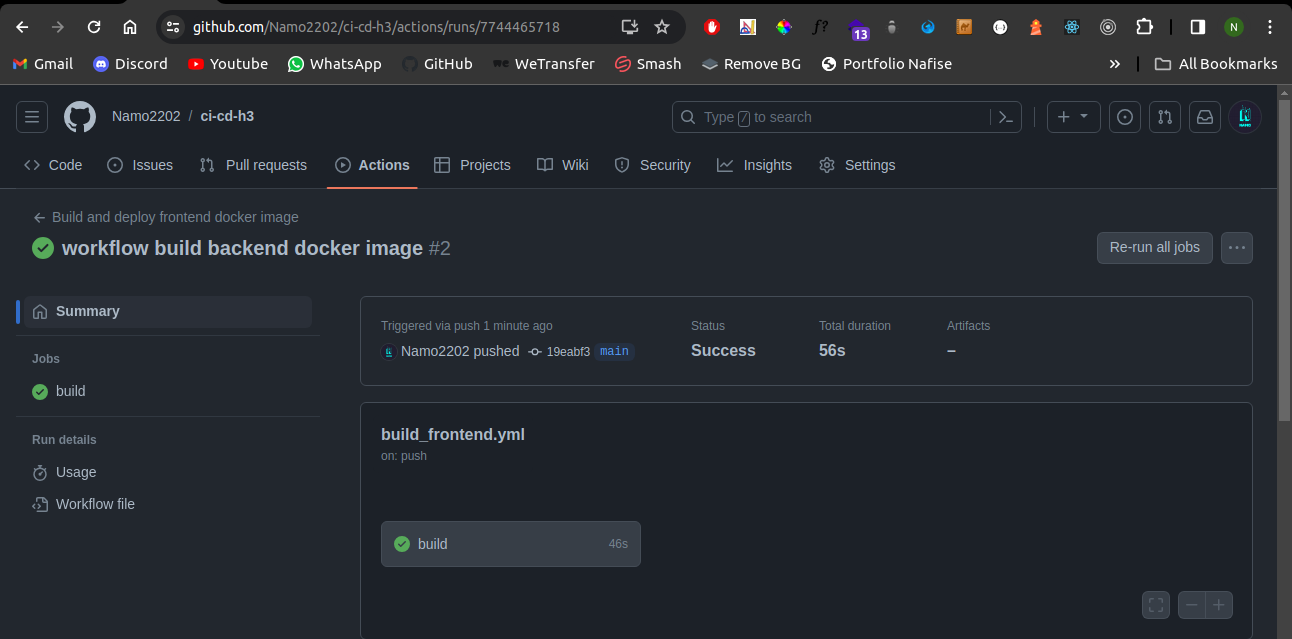 github.com/Namo2202/ci-cd-h3/actions/runs/7744465718
f?
13
N
Gmail Discord Youtube WhatsApp GitHub we WeTransfer Smash Remove BG Portfolio Nafise » All Bookmarks
Namo2202 / ci-cd-h3
Type / to search
Code Issues Pull requests Actions Projects Wiki Security Insights Settings
← Build and deploy frontend docker image
workflow build backend docker image #2
Re-run all jobs
Summary
Jobs
build
Run details
Usage
Workflow file
Triggered via push 1 minute ago
Namo2202 pushed 19eabf3 main
Status
Success
Total duration
56s
Artifacts
–
build_frontend.yml
on: push
build 46s